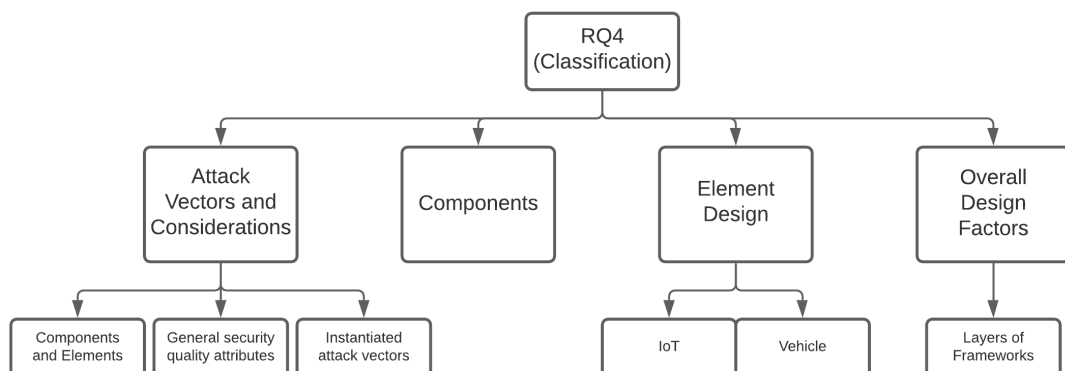 RQ4
(Classification)
Attack
Vectors and
Considerations
Components
Element
Design
Overall
Design
Factors
Components
and Elements
General security
quality attributes
Instantiated
attack vectors
IoT
Vehicle
Layers of
Frameworks